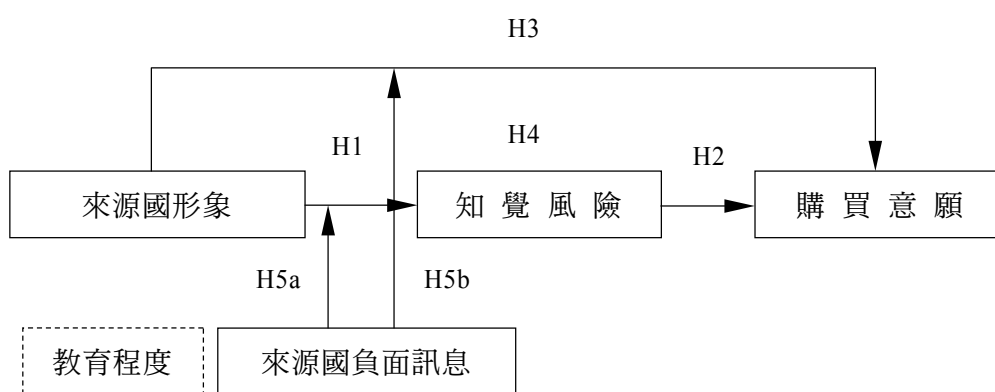 H3
H1
H4
H2
來源國形象
知覺風險
購買意願
H5a
H5b
教育程度
來源國負面訊息